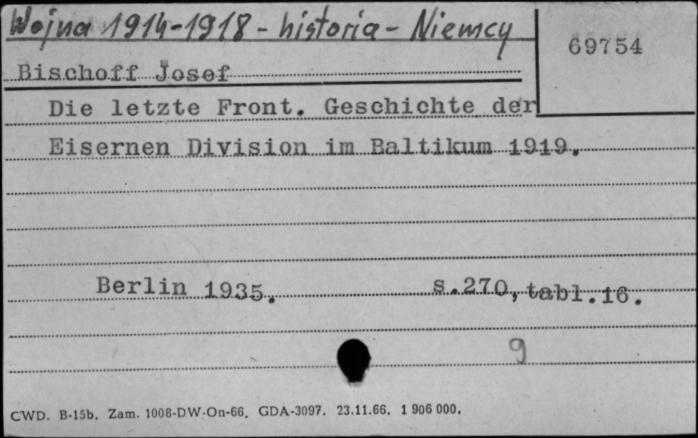 Wojna 1914-1918 - historia - Niemcy
69754
Bischoff Josef
Die letzte Front. Geschichte der
Eisernen Division im Baltikum 1919.
Berlin 1935. s.270, tabl.16.
9
CWD. B-15b. Zam. 1008-DW-On-66. GDA-3097. 23.11.66. 1 906 000.